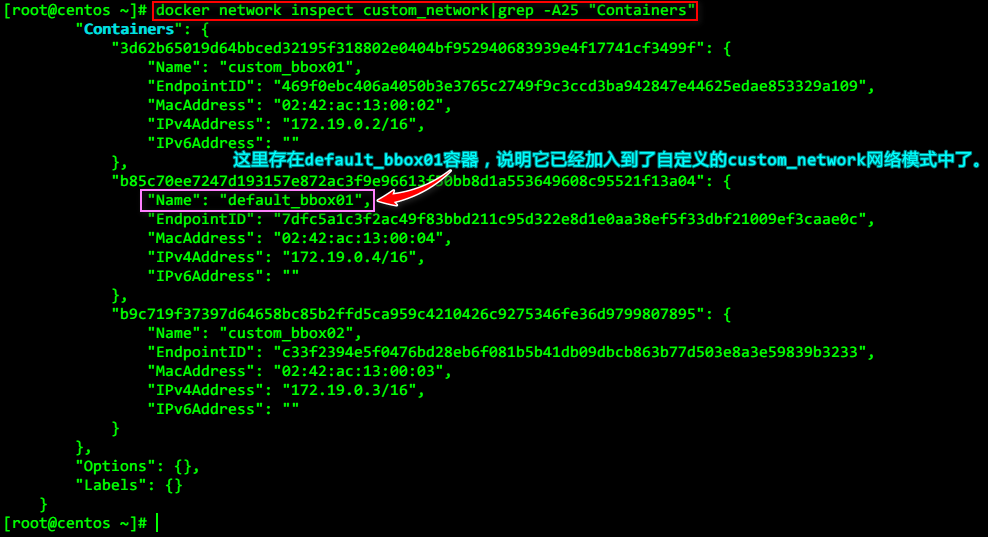 [root@centos ~]# docker network inspect custom_network|grep -A25 "Containers"
"Containers": {
"3d62b65019d64bbced32195f318802e0404bf952940683939e4f17741cf3499f": {
"Name": "custom_bbox01",
"EndpointID": "469f0ebc406a4050b3e3765c2749f9c3ccd3ba942847e44625edae853329a109",
"MacAddress": "02:42:ac:13:00:02",
"IPv4Address": "172.19.0.2/16",
"IPv6Address": ""
这里存在default_bbox01容器，说明它已经加入到了自定义的custom_network网络模式中了。
},
"b85c70ee7247d193157e872ac3f9e96613f50bb8d1a553649608c95521f13a04": {
"Name": "default_bbox01",
"EndpointID": "7dfc5a1c3f2ac49f83bbd211c95d322e8d1e0aa38ef5f33dbf21009ef3caae0c",
"MacAddress": "02:42:ac:13:00:04",
"IPv4Address": "172.19.0.4/16",
"IPv6Address": ""
},
"b9c719f37397d64658bc85b2ffd5ca959c4210426c9275346fe36d9799807895": {
"Name": "custom_bbox02",
"EndpointID": "c33f2394e5f0476bd28eb6f081b5b41db09dbcb863b77d503e8a3e59839b3233",
"MacAddress": "02:42:ac:13:00:03",
"IPv4Address": "172.19.0.3/16",
"IPv6Address": ""
}
},
"Options": {},
"Labels": {}
}
[root@centos ~]#